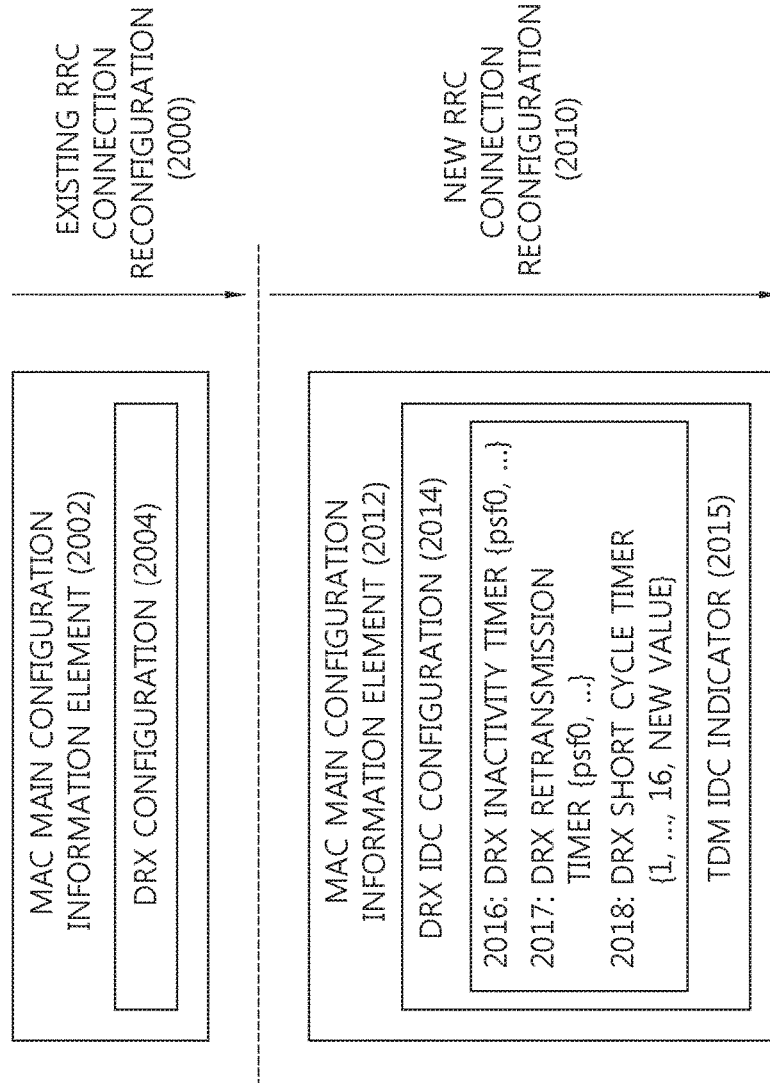 EXISTING RRC
CONNECTION
RECONFIGURATION
(2000)
MAC MAIN CONFIGURATION
INFORMATION ELEMENT (2002)
DRX CONFIGURATION (2004)
NEW RRC
CONNECTION
RECONFIGURATION
(2010)
MAC MAIN CONFIGURATION
INFORMATION ELEMENT (2012)
DRX IDC CONFIGURATION (2014)
2016: DRX INACTIVITY TIMER {psf0, ...}
2017: DRX RETRANSMISSION
TIMER {psf0, ...}
2018: DRX SHORT CYCLE TIMER
{1, ..., 16, NEW VALUE}
TDM IDC INDICATOR (2015)